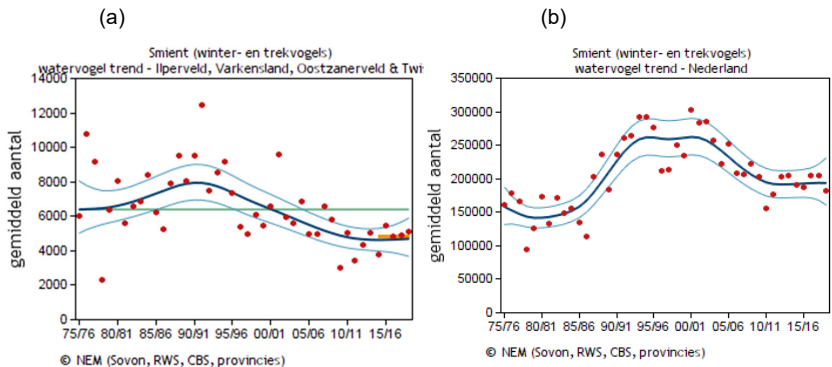 (a)
Smient (winter- en trekvogels)
watervogel trend - Ilperveld, Varkensland, Oostzanerveld & Twi
gemiddeld aantal
14000
12000
10000
8000
6000
4000
2000
0
75/76 80/81 85/86 90/91 95/96 00/01 05/06 10/11 15/16
© NEM (Sovon, RWS, CBS, provincies)
(b)
Smient (winter- en trekvogels)
watervogel trend - Nederland
gemiddeld aantal
350000
300000
250000
200000
150000
100000
50000
0
75/76 80/81 85/86 90/91 95/96 00/01 05/06 10/11 15/16
© NEM (Sovon, RWS, CBS, provincies)